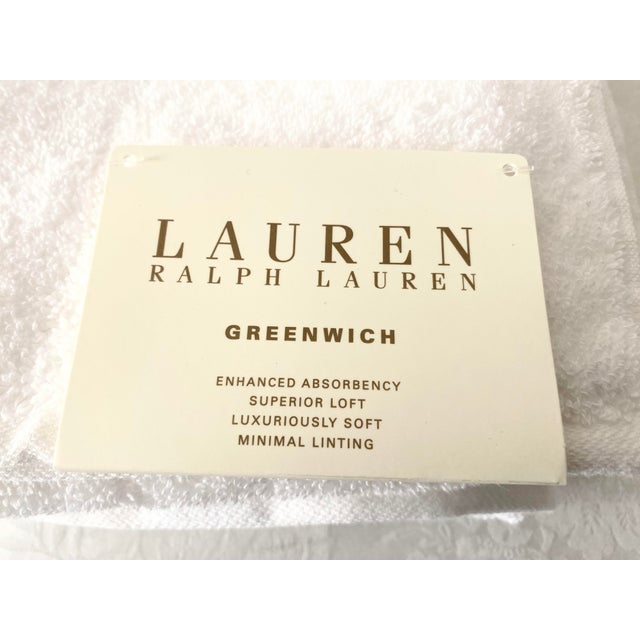 LAUREN
RALPH LAUREN
GREENWICH
ENHANCED ABSORBENCY
SUPERIOR LOFT
LUXURIOUSLY SOFT
MINIMAL LINTING